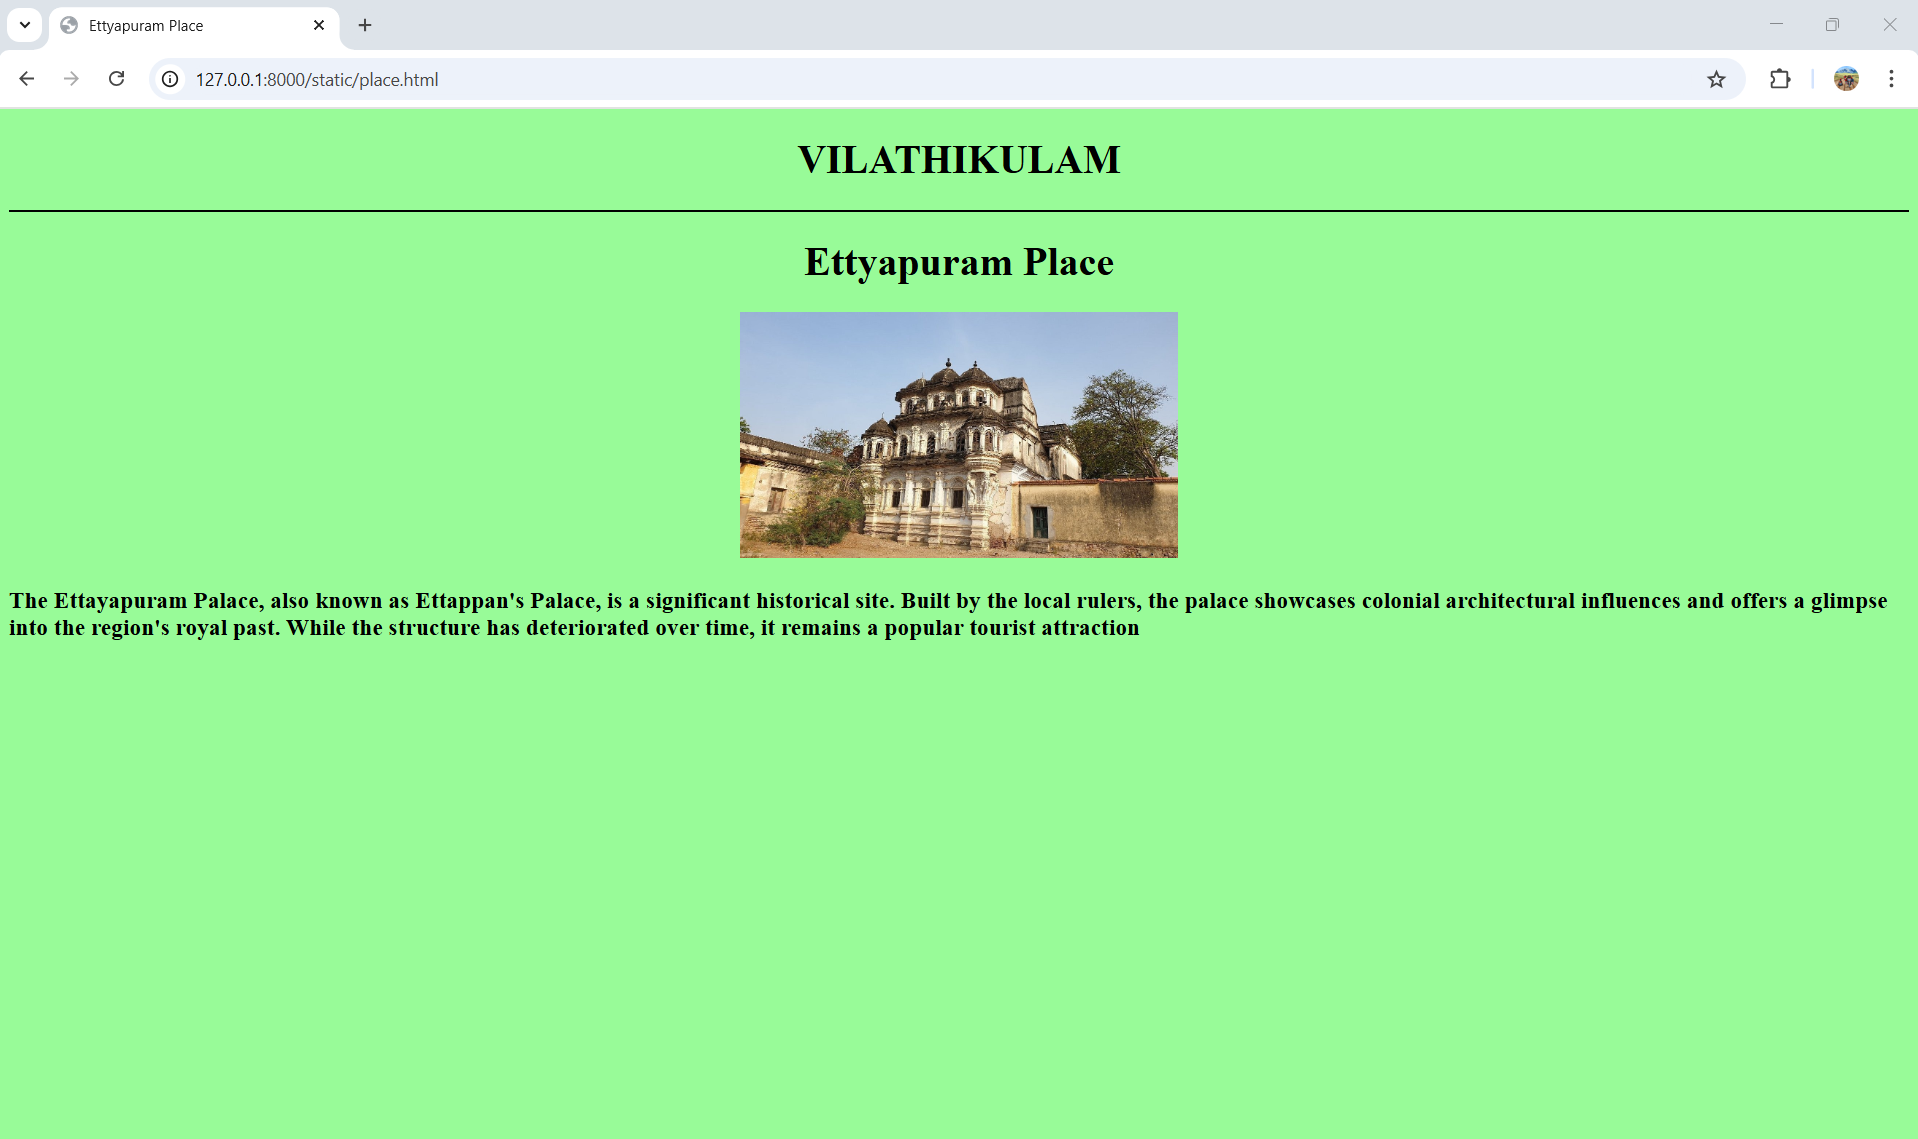 Ettyapuram Place
127.0.0.1:8000/static/place.html
VILATHIKULAM
Ettyapuram Place
The Ettayapuram Palace, also known as Ettappan's Palace, is a significant historical site. Built by the local rulers, the palace showcases colonial architectural influences and offers a glimpse
into the region's royal past. While the structure has deteriorated over time, it remains a popular tourist attraction